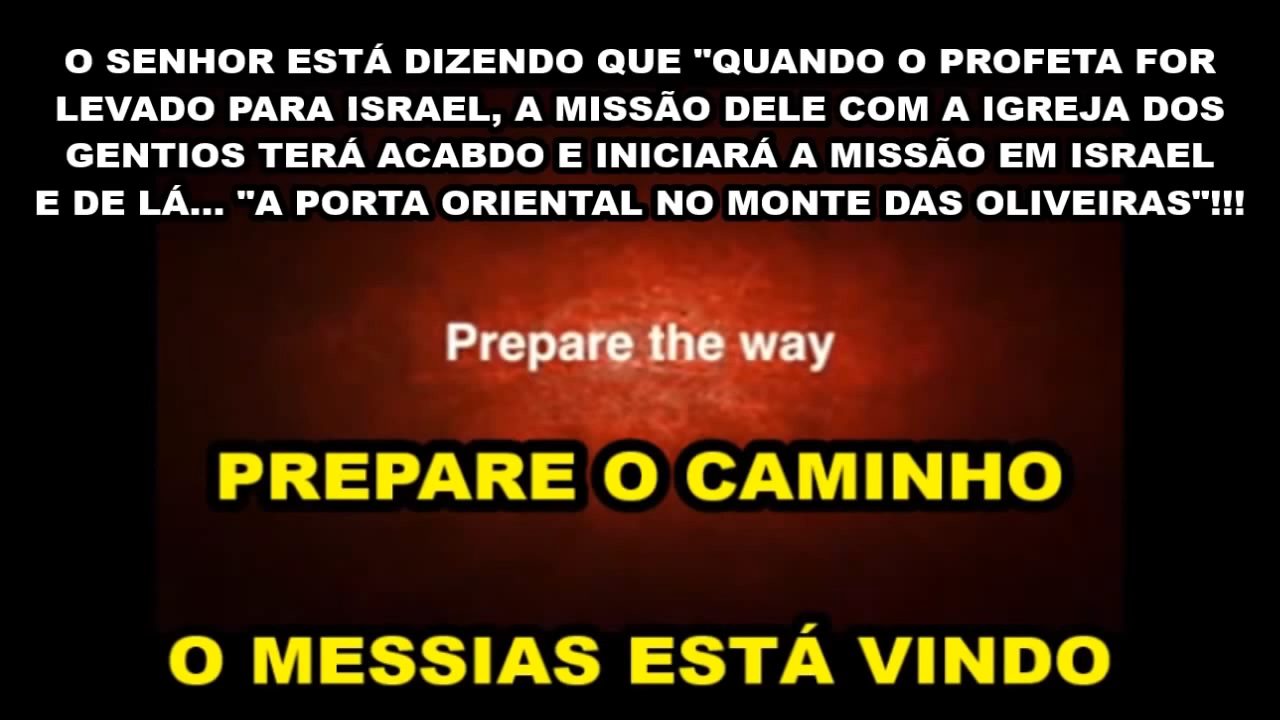 O SENHOR ESTÁ DIZENDO QUE "QUANDO O PROFETA FOR
LEVADO PARA ISRAEL, A MISSÃO DELE COM A IGREJA DOS
GENTIOS TERÁ ACABDO E INICIARÁ A MISSÃO EM ISRAEL
E DE LÁ... "A PORTA ORIENTAL NO MONTE DAS OLIVEIRAS"!!!
Prepare the way
PREPARE O CAMINHO
O MESSIAS ESTÁ VINDO